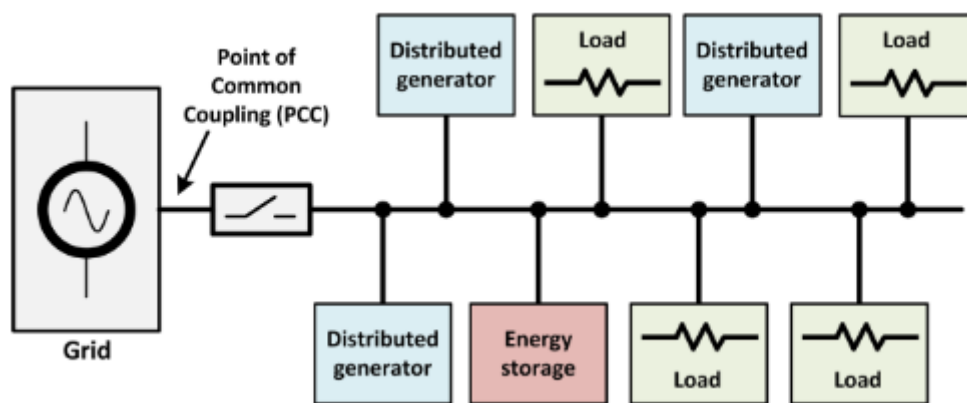 Point of
Common
Coupling (PCC)
Distributed
generator
Load
Distributed
generator
Load
Grid
Distributed
generator
Energy
storage
Load
Load